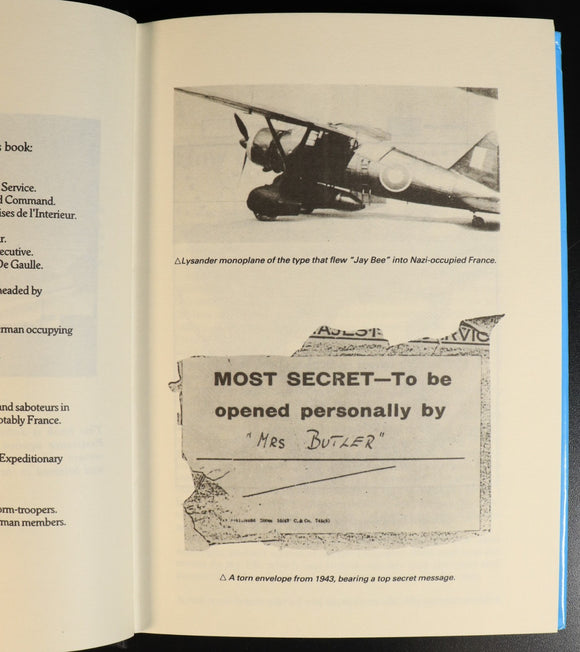 book:
Service.
Command.
ises de l'Interieur.
r.
ecutive.
De Gaulle.
headed by
erman occupying
and saboteurs in
otably France.
Expeditionary
orm-troopers.
rman members.
△Lysander monoplane of the type that flew "Jay Bee" into Nazi-occupied France.
MOST SECRET—To be
opened personally by
"MRS BUTLER"
△ A torn envelope from 1943, bearing a top secret message.